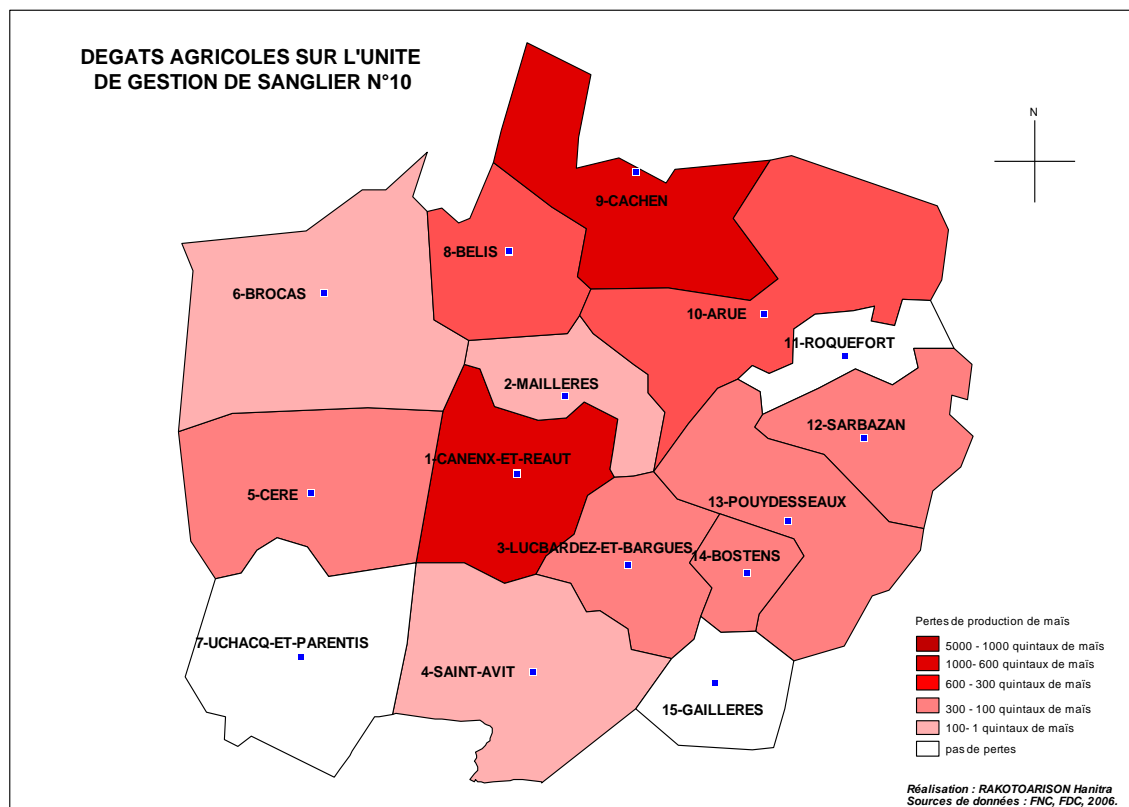 DEGATS AGRICOLES SUR L'UNITE
DE GESTION DE SANGLIER N°10
N
9-CACHEN
8-BELIS
6-BROCAS
10-ARUE
11-ROQUEFORT
2-MAILLERES
12-SARBAZAN
1-CANENX-ET-REAUT
5-CERE
13-POUYDESSEAUX
3-LUCBARDEZ-ET-BARGUES
14-BOSTENS
7-UCHACQ-ET-PARENTIS
4-SAINT-AVIT
15-GAILLERES
Pertes de production de maïs
5000 - 1000 quintaux de maïs
1000- 600 quintaux de maïs
600 - 300 quintaux de maïs
300 - 100 quintaux de maïs
100- 1 quintaux de maïs
pas de pertes
Réalisation : RAKOTOARISON Hanitra
Sources de données : FNC, FDC, 2006.